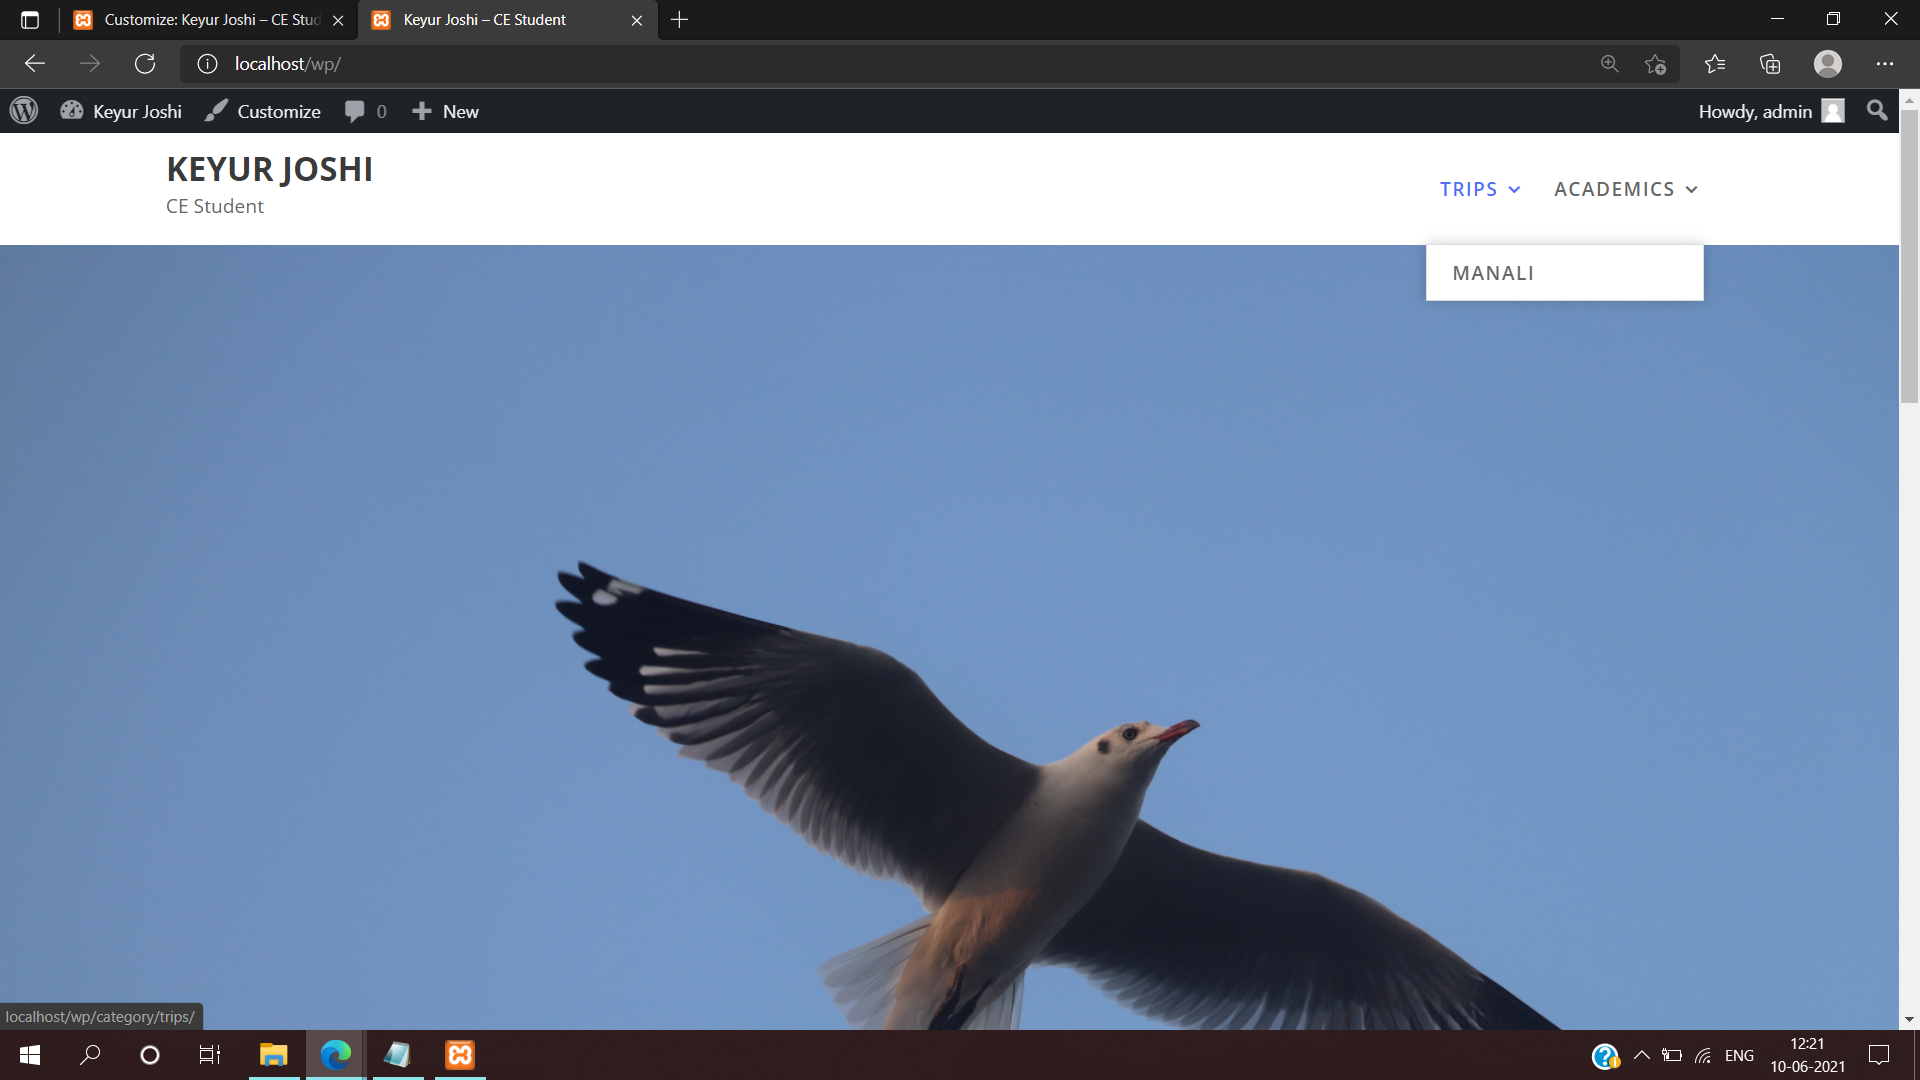 Customize: Keyur Joshi – CE Stud
Keyur Joshi – CE Student
localhost/wp/
Keyur Joshi
Customize
0
New
Howdy, admin
KEYUR JOSHI
CE Student
TRIPS
ACADEMICS
MANALI
localhost/wp/category/trips/
ENG
12:21
10-06-2021